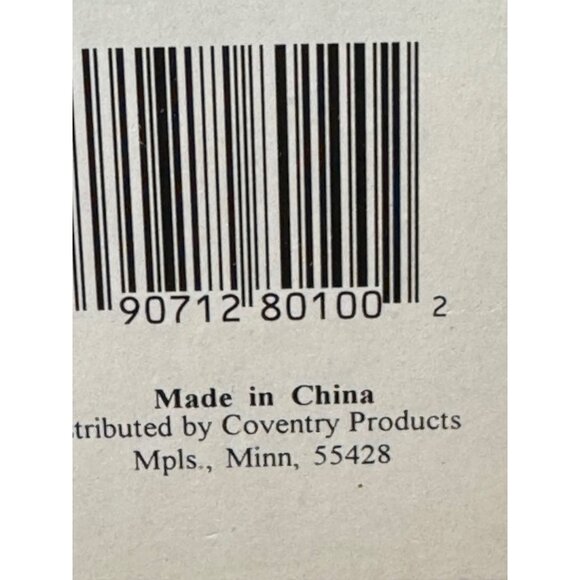 90712 80100 2
Made in China
tributed by Coventry Products
Mpls., Minn, 55428